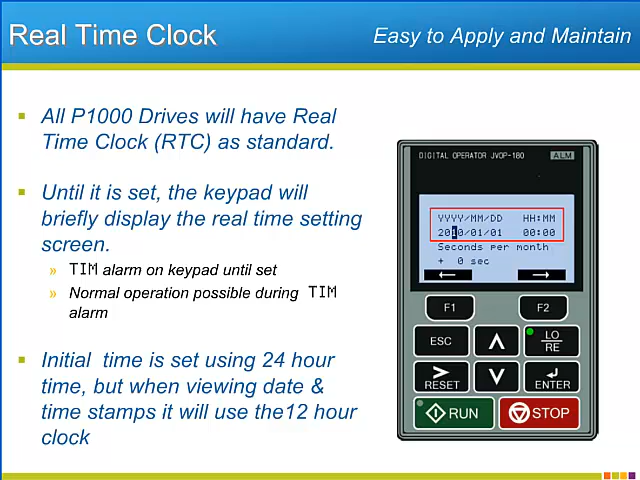 Real Time Clock
Easy to Apply and Maintain
All P1000 Drives will have Real
Time Clock (RTC) as standard.
Until it is set, the keypad will
briefly display the real time setting
screen.
» TIM alarm on keypad until set
» Normal operation possible during TIM
alarm
Initial time is set using 24 hour
time, but when viewing date &
time stamps it will use the12 hour
clock
DIGITAL OPERATOR JVOP-180 ALM
YYYY/MM/DD HH:MM
2010/01/01 00:00
Seconds per month
+ 0 sec
← →
F1 F2
ESC ∧ LO/RE
> RESET ∨ ↵ ENTER
RUN STOP